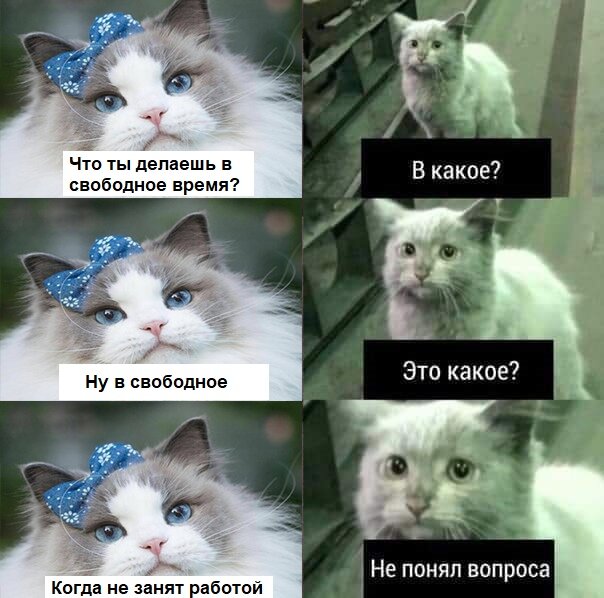 Что ты делаешь в
свободное время?
В какое?
Ну в свободное
Это какое?
Когда не занят работой
Не понял вопроса